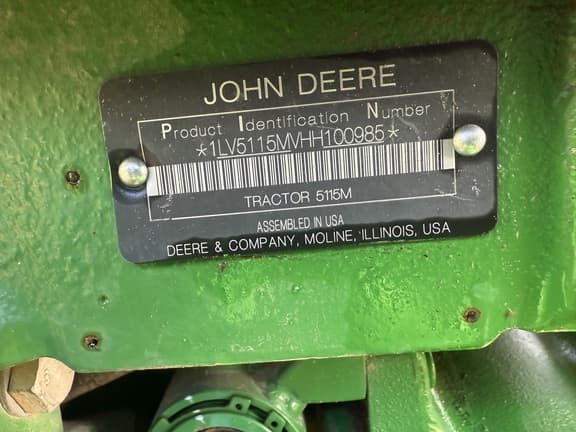 JOHN DEERE
Product Identification Number
*1LV5115MVHH100985*
TRACTOR 5115M
ASSEMBLED IN USA
DEERE & COMPANY, MOLINE, ILLINOIS, USA